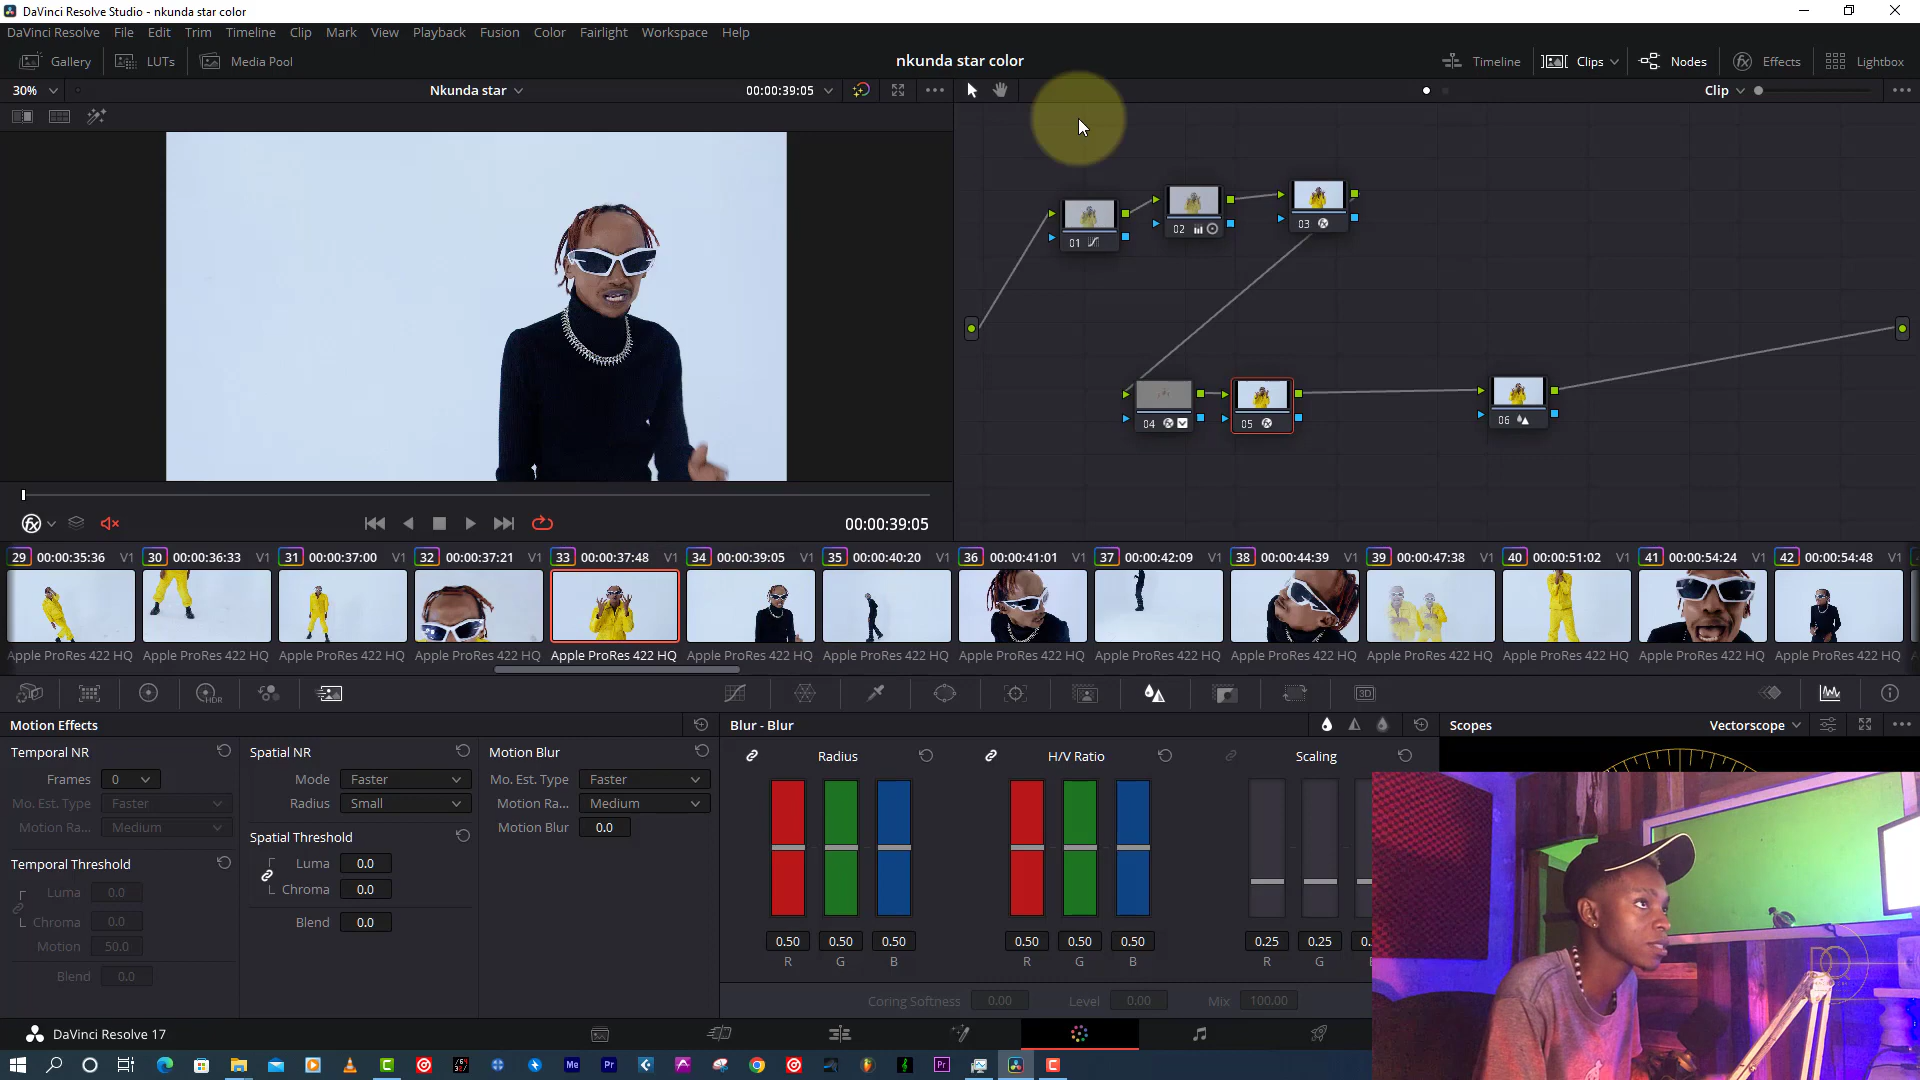 DaVinci Resolve Studio - nkunda star color
DaVinci Resolve File Edit Trim Timeline Clip Mark View Playback Fusion Color Fairlight Workspace Help
Gallery LUTs Media Pool nkunda star color Timeline Clips Nodes Effects Lightbox
30% Nkunda star 00:00:39:05 Clip
01 02 03
04 05 06
00:00:39:05
29 00:00:35:36 V1 30 00:00:36:33 V1 31 00:00:37:00 V1 32 00:00:37:21 V1 33 00:00:37:48 V1 34 00:00:39:05 V1 35 00:00:40:20 V1 36 00:00:41:01 V1 37 00:00:42:09 V1 38 00:00:44:39 V1 39 00:00:47:38 V1 40 00:00:51:02 V1 41 00:00:54:24 V1 42 00:00:54:48 V1
Apple ProRes 422 HQ Apple ProRes 422 HQ Apple ProRes 422 HQ Apple ProRes 422 HQ Apple ProRes 422 HQ Apple ProRes 422 HQ Apple ProRes 422 HQ Apple ProRes 422 HQ Apple ProRes 422 HQ Apple ProRes 422 HQ Apple ProRes 422 HQ Apple ProRes 422 HQ Apple ProRes 422 HQ Apple ProRes 422 HQ
HDR 3D
Motion Effects Blur - Blur Scopes Vectorscope
Temporal NR Spatial NR Motion Blur Radius H/V Ratio Scaling
Frames 0 Mode Faster Mo. Est. Type Faster
Mo. Est. Type Faster Radius Small Motion Ra... Medium
Motion Ra... Medium Spatial Threshold Motion Blur 0.0
Temporal Threshold Luma 0.0
Luma 0.0 Chroma 0.0
Chroma 0.0 Blend 0.0
Motion 50.0 0.50 0.50 0.50 0.50 0.50 0.50 0.25 0.25
R G B R G B R G
Blend 0.0
Coring Softness 0.00 Level 0.00 Mix 100.00
DaVinci Resolve 17
Me Pr Pr